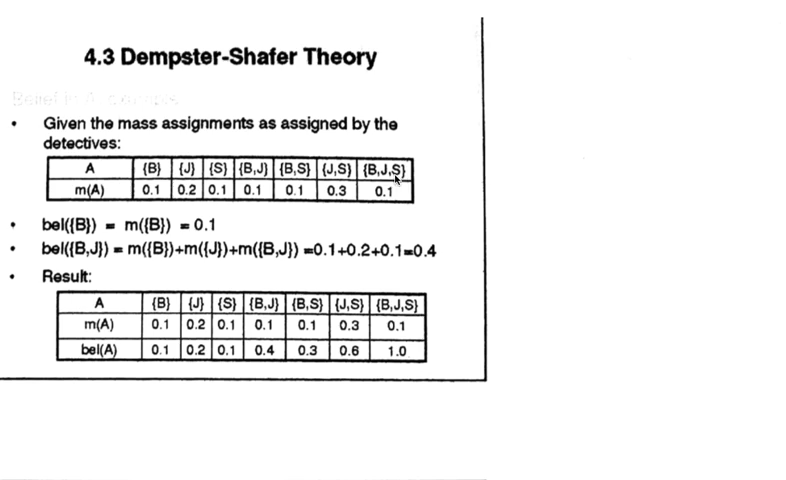 4.3 Dempster-Shafer Theory
• Given the mass assignments as assigned by the
detectives:
A {B} {J} {S} {B,J} {B,S} {J,S} {B,J,S}
m(A) 0.1 0.2 0.1 0.1 0.1 0.3 0.1
• bel({B}) = m({B}) = 0.1
• bel({B,J}) = m({B})+m({J})+m({B,J}) =0.1+0.2+0.1=0.4
• Result:
A {B} {J} {S} {B,J} {B,S} {J,S} {B,J,S}
m(A) 0.1 0.2 0.1 0.1 0.1 0.3 0.1
bel(A) 0.1 0.2 0.1 0.4 0.3 0.6 1.0